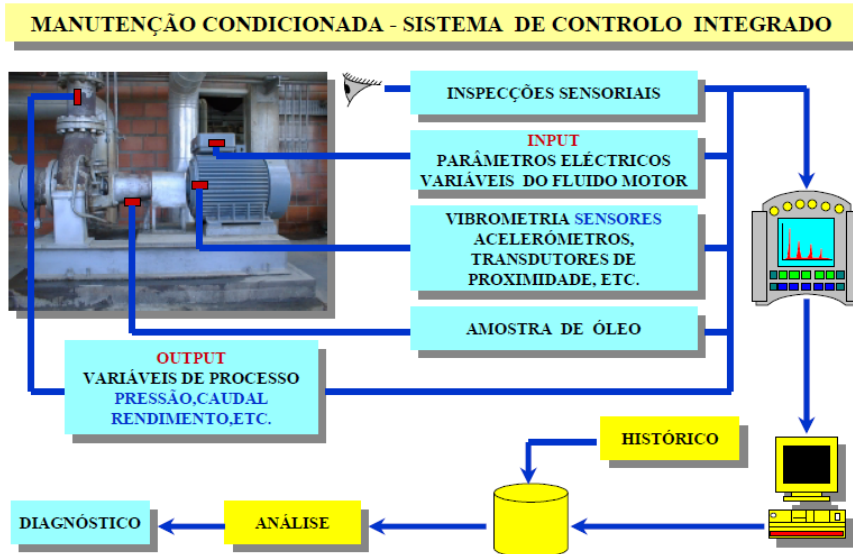 MANUTENÇÃO CONDICIONADA - SISTEMA DE CONTROLO INTEGRADO
INSPECÇÕES SENSORIAIS
INPUT
PARÂMETROS ELÉCTRICOS
VARIÁVEIS DO FLUIDO MOTOR
VIBROMETRIA SENSORES
ACELERÓMETROS,
TRANSDUTORES DE
PROXIMIDADE, ETC.
AMOSTRA DE ÓLEO
OUTPUT
VARIÁVEIS DE PROCESSO
PRESSÃO,CAUDAL
RENDIMENTO,ETC.
HISTÓRICO
DIAGNÓSTICO
ANÁLISE